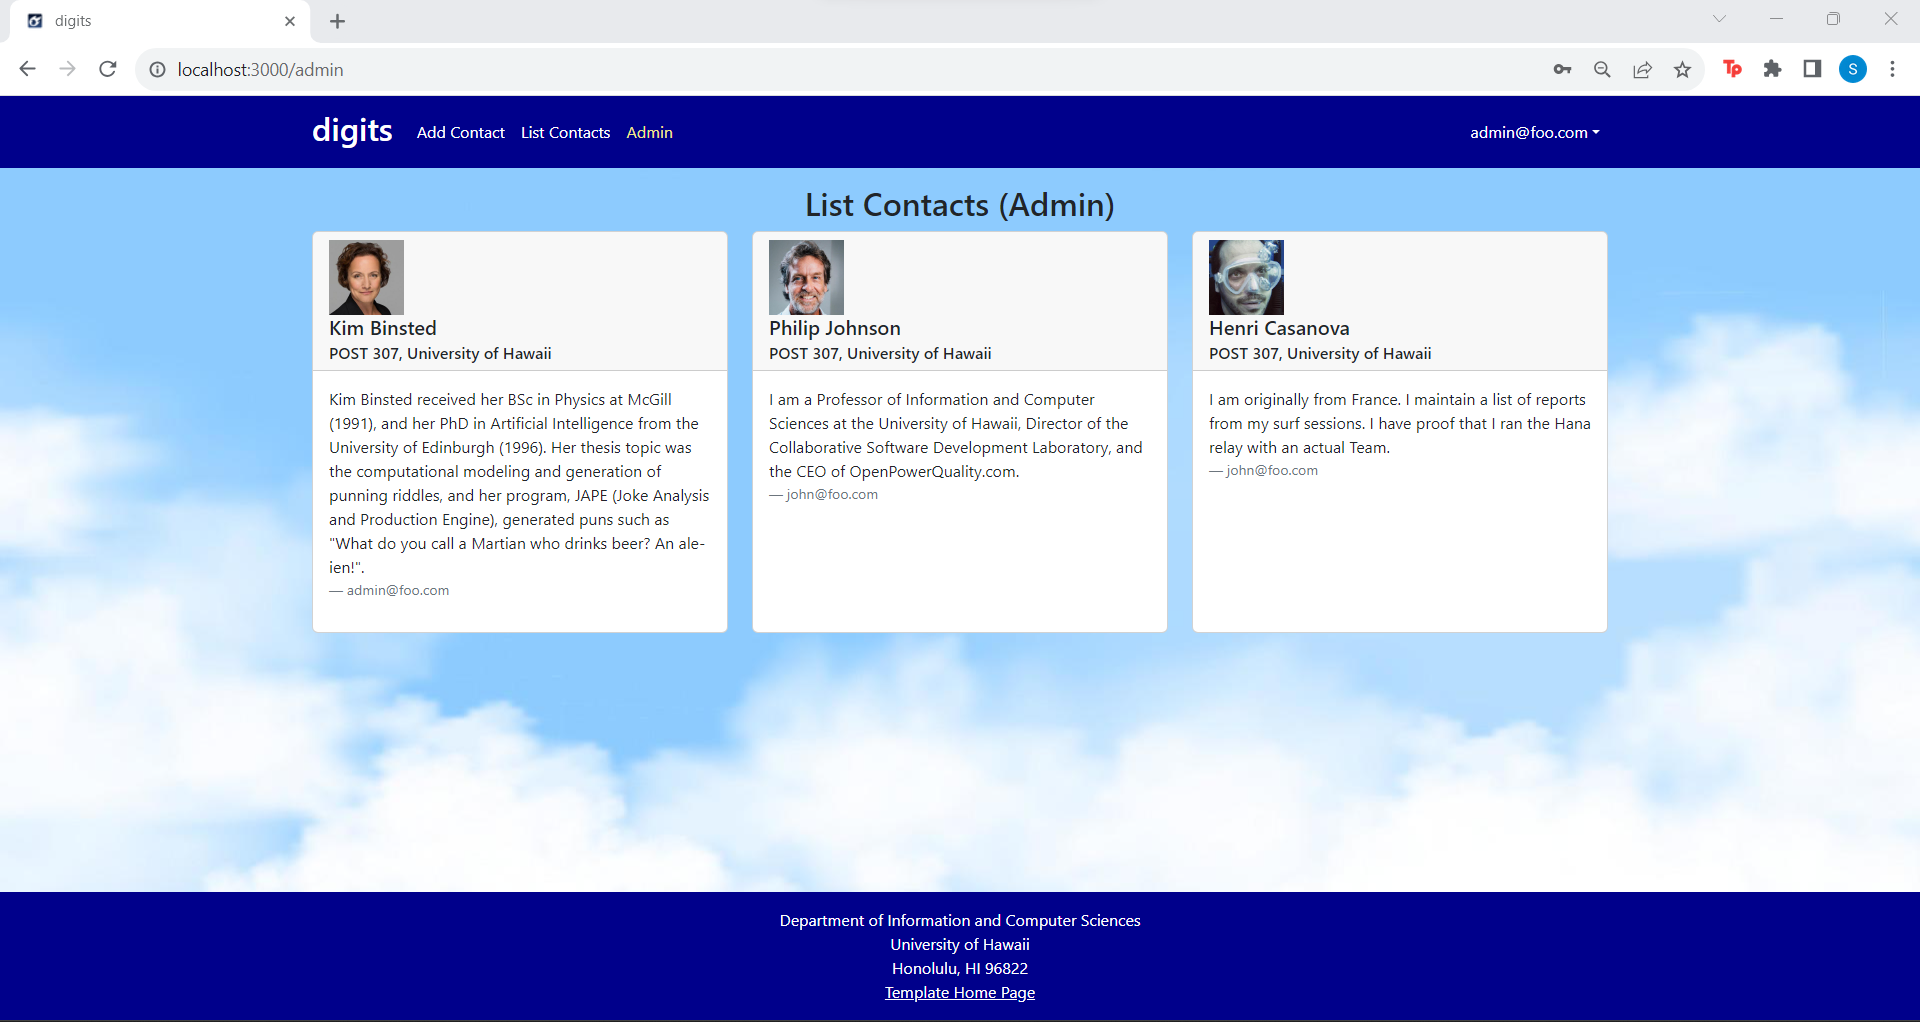 digits
localhost:3000/admin
Tp
S
digits Add Contact List Contacts Admin admin@foo.com
List Contacts (Admin)
Kim Binsted
POST 307, University of Hawaii
Kim Binsted received her BSc in Physics at McGill
(1991), and her PhD in Artificial Intelligence from the
University of Edinburgh (1996). Her thesis topic was
the computational modeling and generation of
punning riddles, and her program, JAPE (Joke Analysis
and Production Engine), generated puns such as
"What do you call a Martian who drinks beer? An ale-
ien!".
— admin@foo.com
Philip Johnson
POST 307, University of Hawaii
I am a Professor of Information and Computer
Sciences at the University of Hawaii, Director of the
Collaborative Software Development Laboratory, and
the CEO of OpenPowerQuality.com.
— john@foo.com
Henri Casanova
POST 307, University of Hawaii
I am originally from France. I maintain a list of reports
from my surf sessions. I have proof that I ran the Hana
relay with an actual Team.
— john@foo.com
Department of Information and Computer Sciences
University of Hawaii
Honolulu, HI 96822
Template Home Page